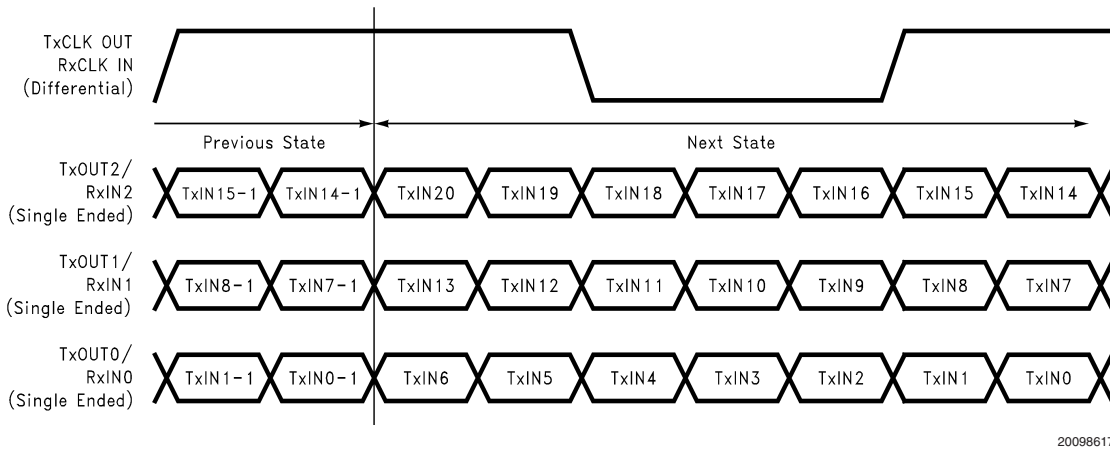 TxCLK OUT
RxCLK IN
(Differential)
Previous State
Next State
TxOUT2/
RxIN2
(Single Ended)
TxIN15-1 TxIN14-1 TxIN20 TxIN19 TxIN18 TxIN17 TxIN16 TxIN15 TxIN14
TxOUT1/
RxIN1
(Single Ended)
TxIN8-1 TxIN7-1 TxIN13 TxIN12 TxIN11 TxIN10 TxIN9 TxIN8 TxIN7
TxOUT0/
RxIN0
(Single Ended)
TxIN1-1 TxIN0-1 TxIN6 TxIN5 TxIN4 TxIN3 TxIN2 TxIN1 TxIN0
20098617